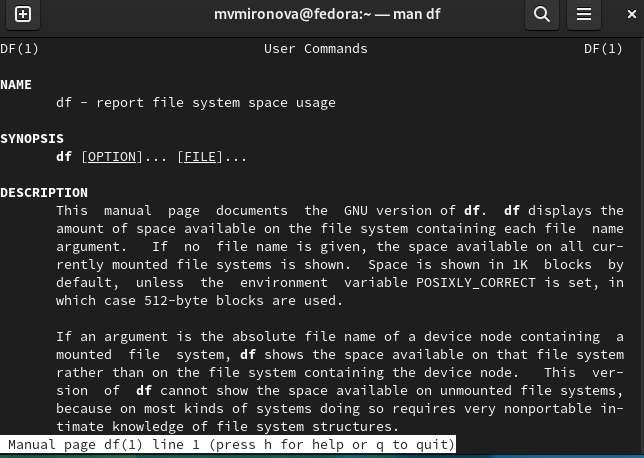 mvmironova@fedora:~ — man df
DF(1) User Commands DF(1)
NAME
df - report file system space usage
SYNOPSIS
df [OPTION]... [FILE]...
DESCRIPTION
This manual page documents the GNU version of df. df displays the
amount of space available on the file system containing each file name
argument. If no file name is given, the space available on all cur-
rently mounted file systems is shown. Space is shown in 1K blocks by
default, unless the environment variable POSIXLY_CORRECT is set, in
which case 512-byte blocks are used.
If an argument is the absolute file name of a device node containing a
mounted file system, df shows the space available on that file system
rather than on the file system containing the device node. This ver-
sion of df cannot show the space available on unmounted file systems,
because on most kinds of systems doing so requires very nonportable in-
timate knowledge of file system structures.
Manual page df(1) line 1 (press h for help or q to quit)